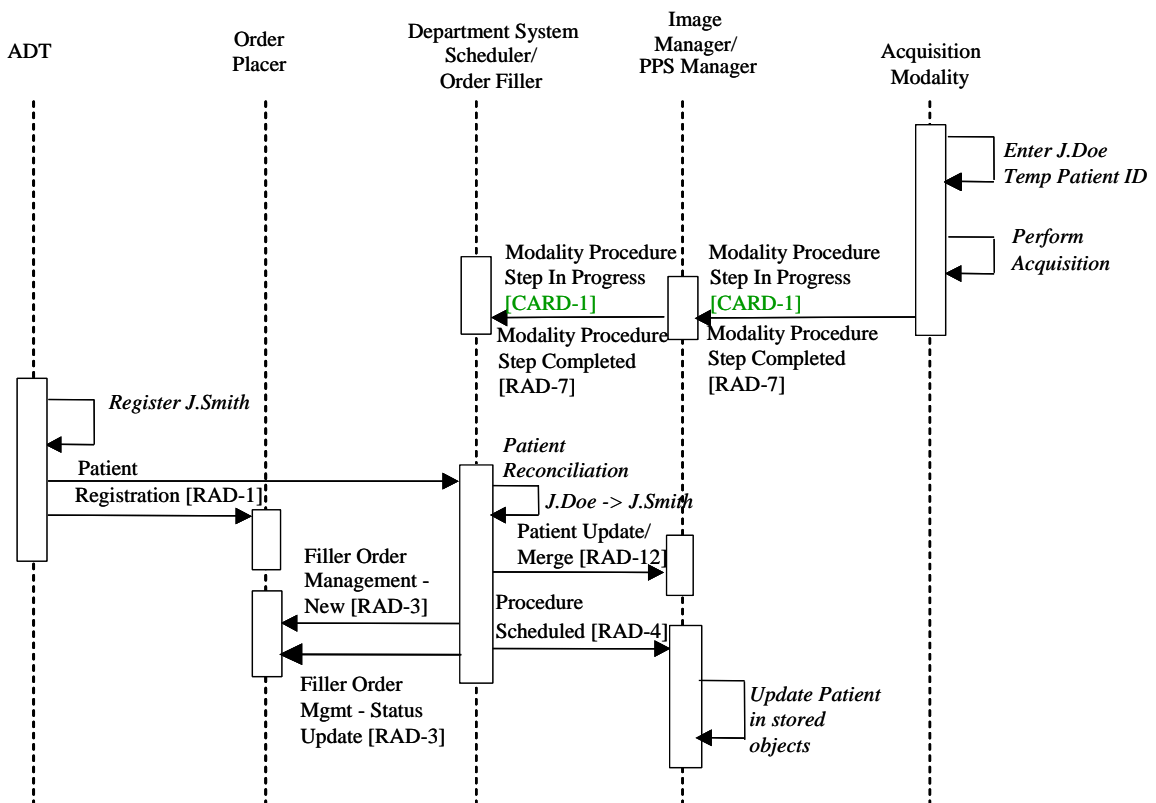 ADT
Order
Placer
Department System
Scheduler/
Order Filler
Image
Manager/
PPS Manager
Acquisition
Modality
Enter J.Doe
Temp Patient ID
Perform
Acquisition
Modality Procedure
Step In Progress
[CARD-1]
Modality Procedure
Step Completed
[RAD-7]
Modality Procedure
Step In Progress
[CARD-1]
Modality Procedure
Step Completed
[RAD-7]
Register J.Smith
Patient
Registration [RAD-1]
Patient
Reconciliation
J.Doe -> J.Smith
Patient Update/
Merge [RAD-12]
Filler Order
Management -
New [RAD-3]
Procedure
Scheduled [RAD-4]
Filler Order
Mgmt - Status
Update [RAD-3]
Update Patient
in stored
objects